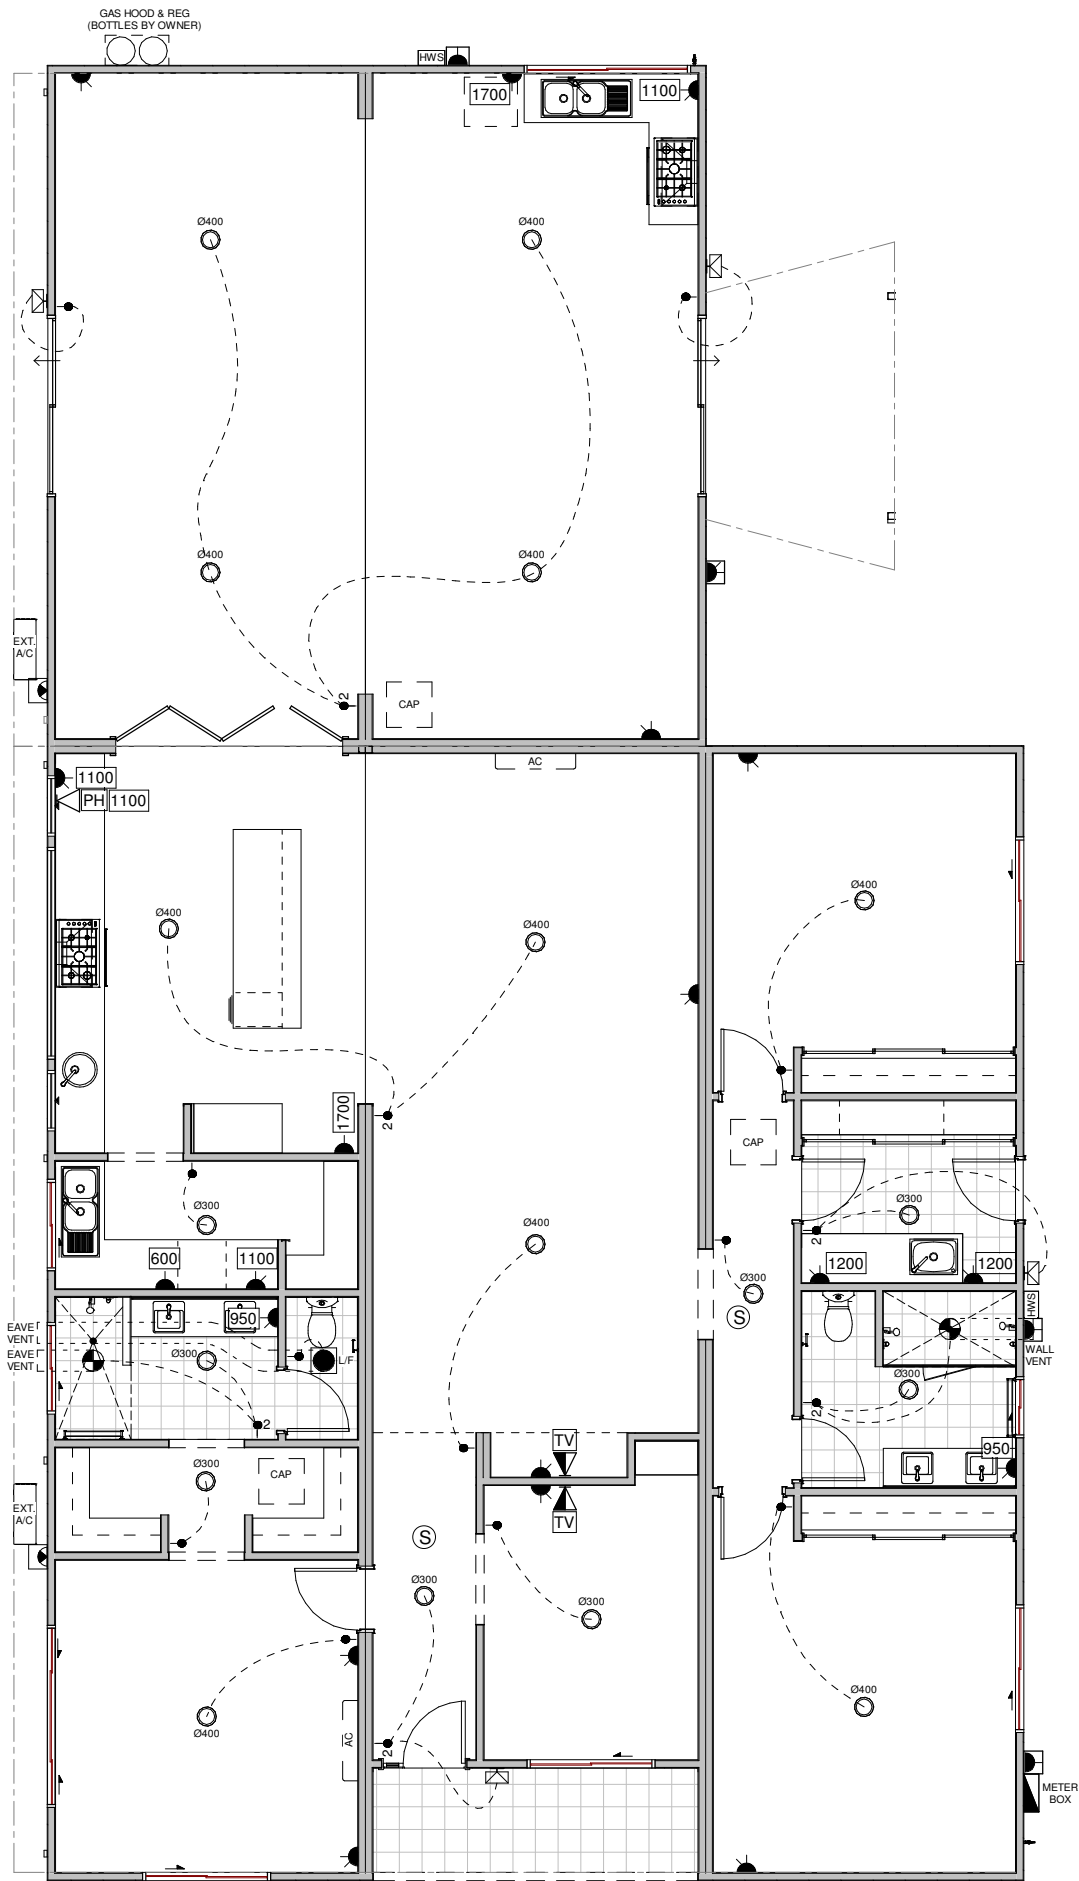 GAS HOOD & REG
(BOTTLES BY OWNER)
HWS
1700
1100
Ø400
Ø400
Ø400
Ø400
EXT.
A/C
2
CAP
AC
1100
PH 1100
Ø400
Ø400
Ø400
1700
2
CAP
Ø300
Ø300
2
Ø400
600
1100
1200
1200
Ø300
HWS
S
EAVE
VENT
EAVE
VENT
950
Ø300
L/F
2
WALL
VENT
Ø300
2
950
TV
TV
Ø300
CAP
EXT.
A/C
S
Ø300
Ø300
Ø400
Ø400
AC
2
METER
BOX